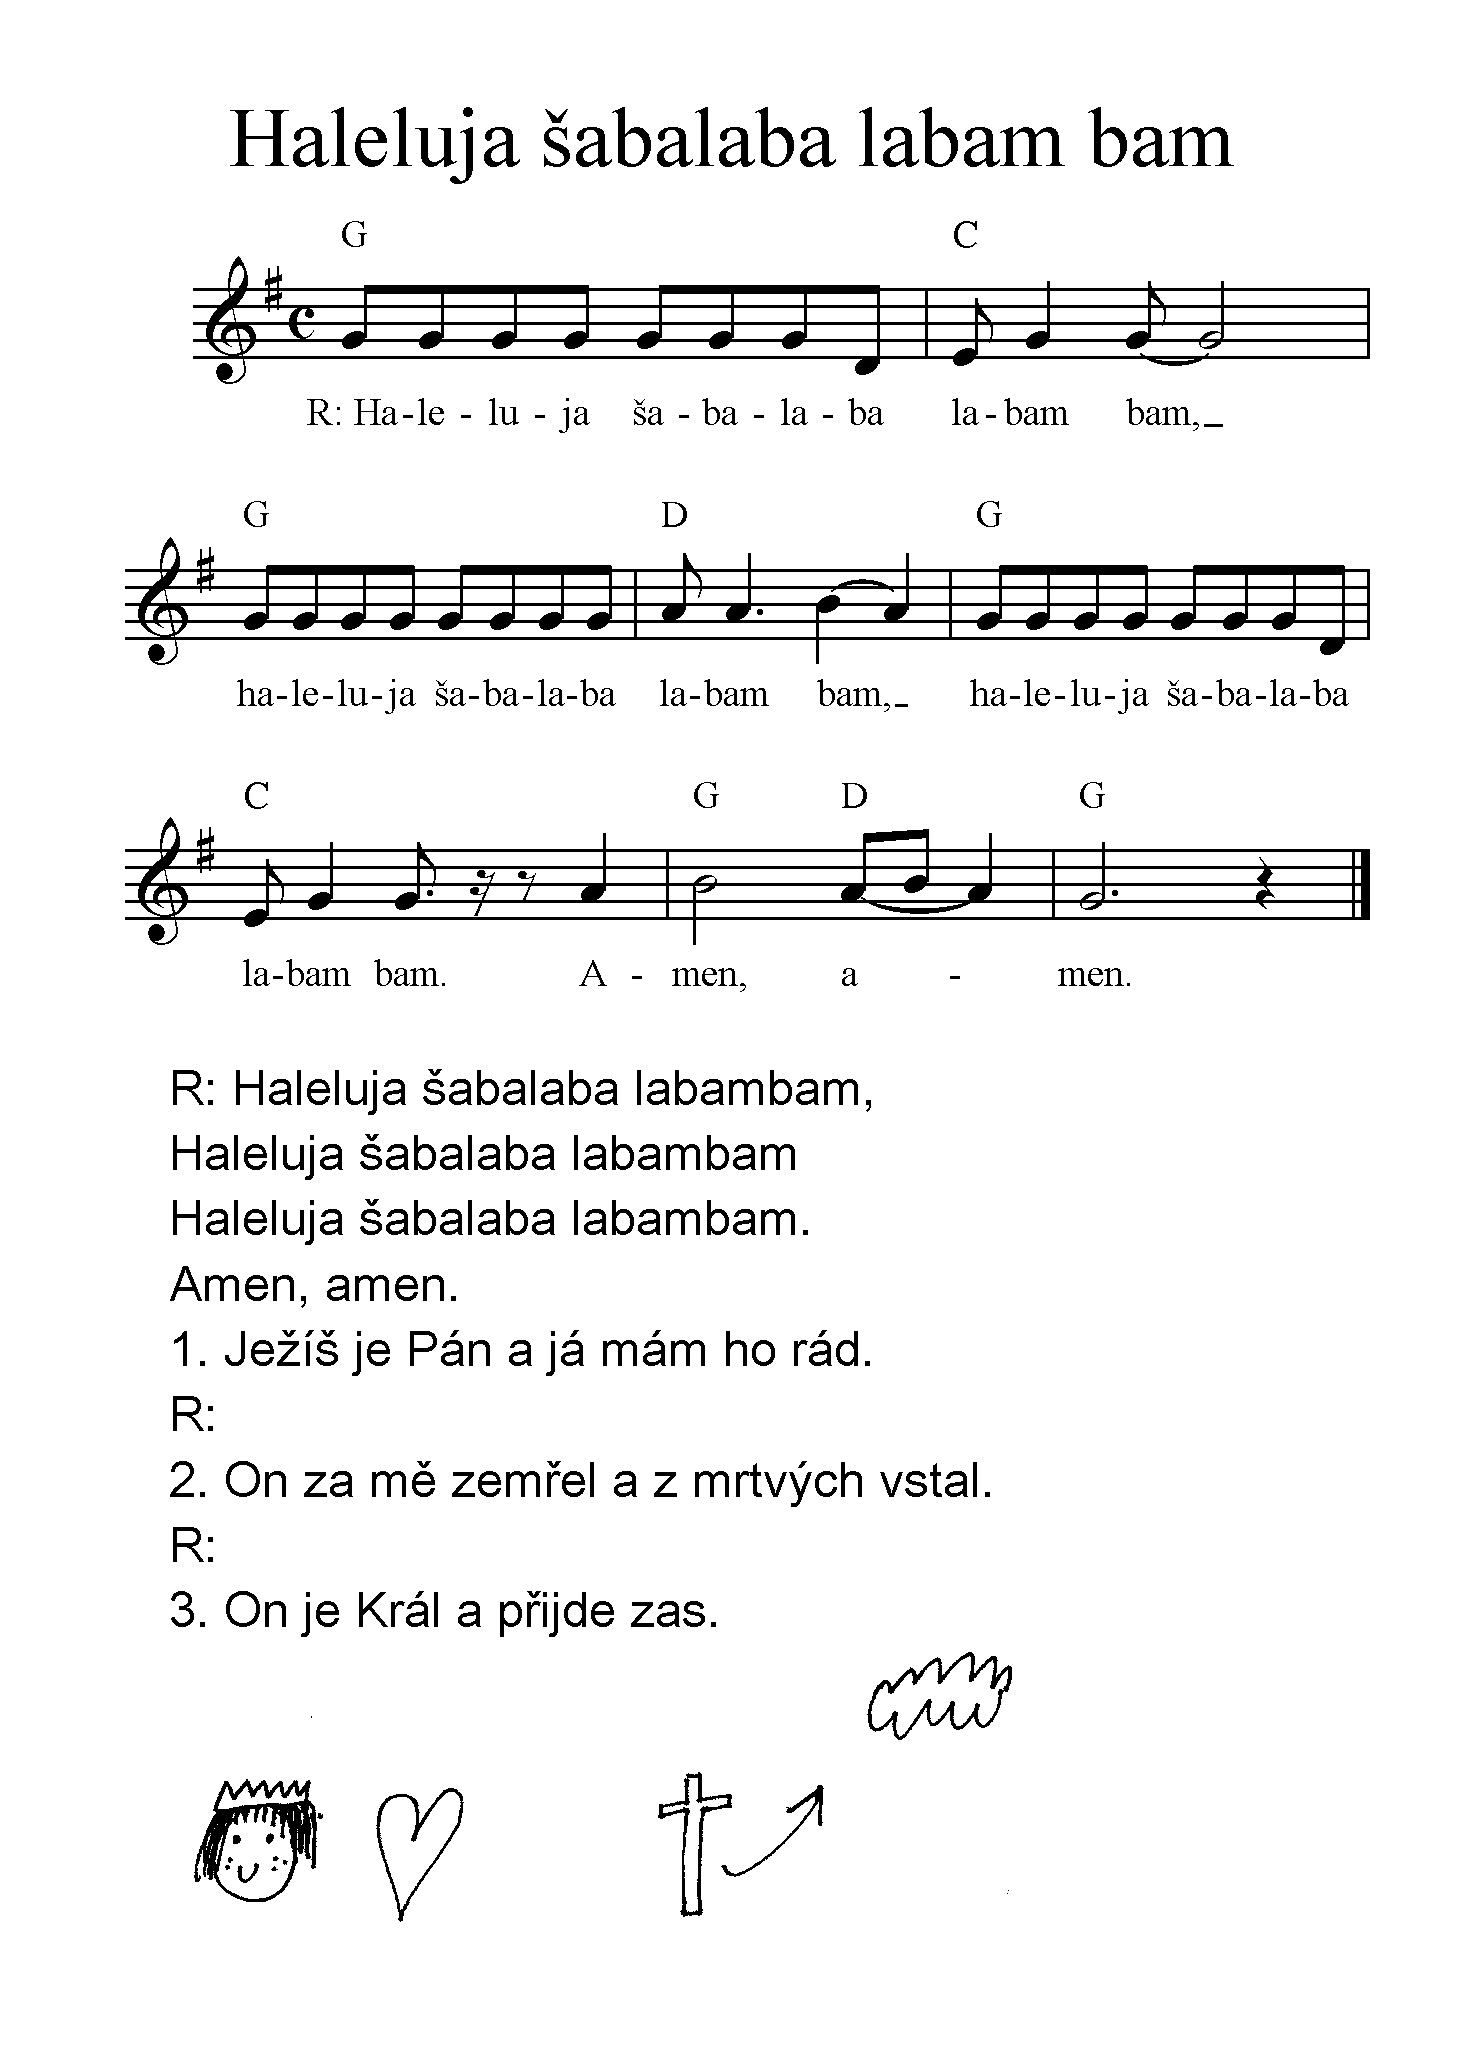 Haleluja šabalaba labam bam
G C
R: Ha-le - lu - ja ša - ba - la - ba la-bam bam,_
G D G
ha-le-lu-ja ša-ba-la-ba la-bam bam,_ ha-le-lu-ja ša-ba-la-ba
C G D G
la-bam bam. A - men, a - men.
R: Haleluja šabalaba labambam,
Haleluja šabalaba labambam
Haleluja šabalaba labambam.
Amen, amen.
1. Ježíš je Pán a já mám ho rád.
R:
2. On za mě zemřel a z mrtvých vstal.
R:
3. On je Král a přijde zas.